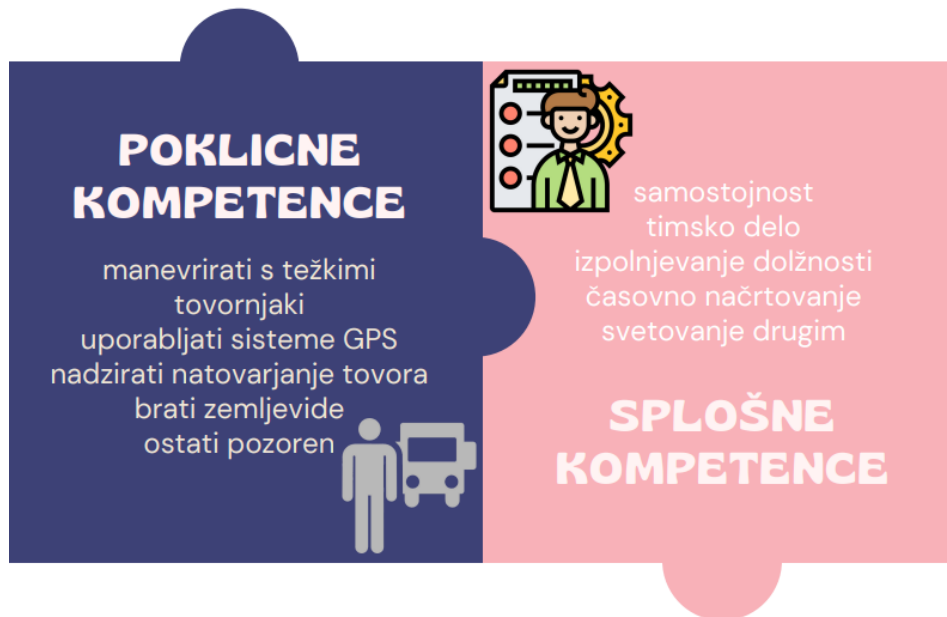 POKLICNE
KOMPETENCE
manevrirati s težkimi
tovornjaki
uporabljati sisteme GPS
nadzirati natovarjanje tovora
brati zemljevide
ostati pozoren
samostojnost
timsko delo
izpolnjevanje dolžnosti
časovno načrtovanje
svetovanje drugim
SPLOŠNE
KOMPETENCE